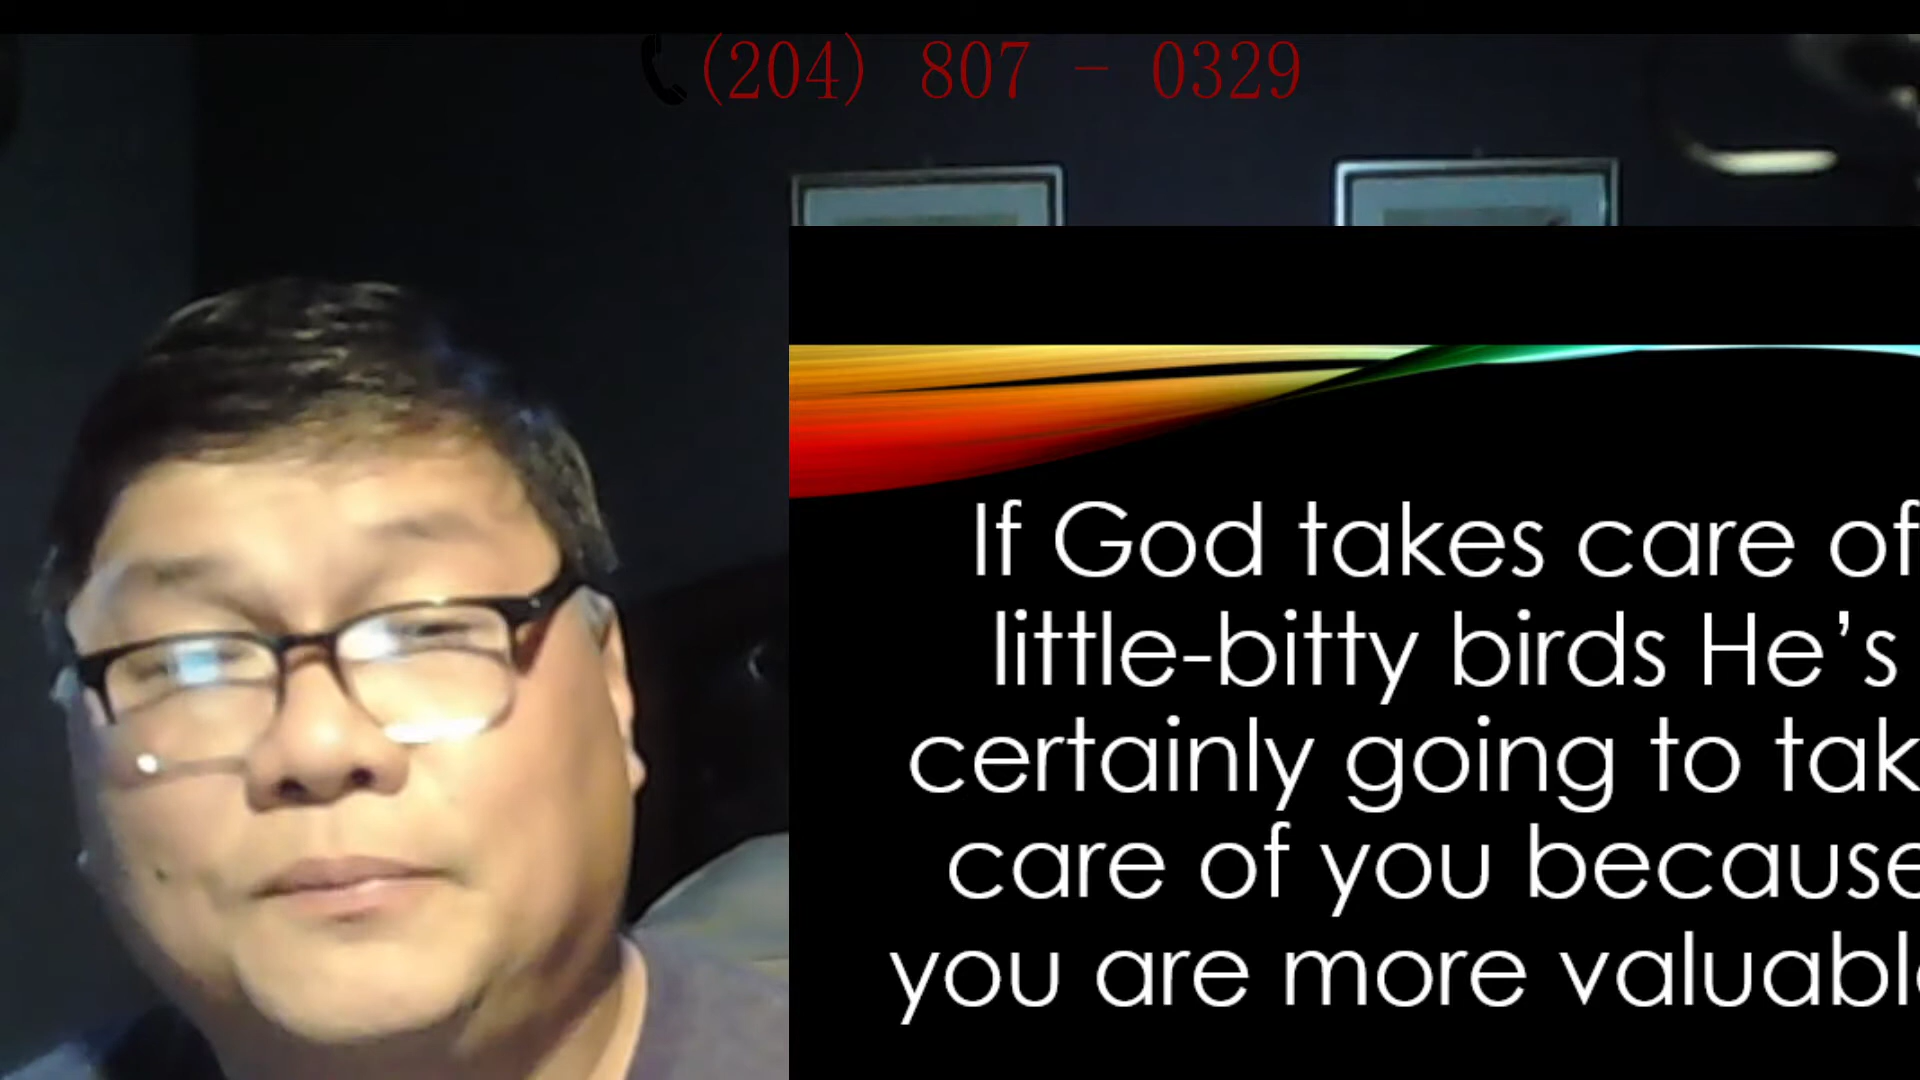 (204) 807 - 0329
If God takes care of
little-bitty birds He’s
certainly going to tak
care of you because
you are more valuabl